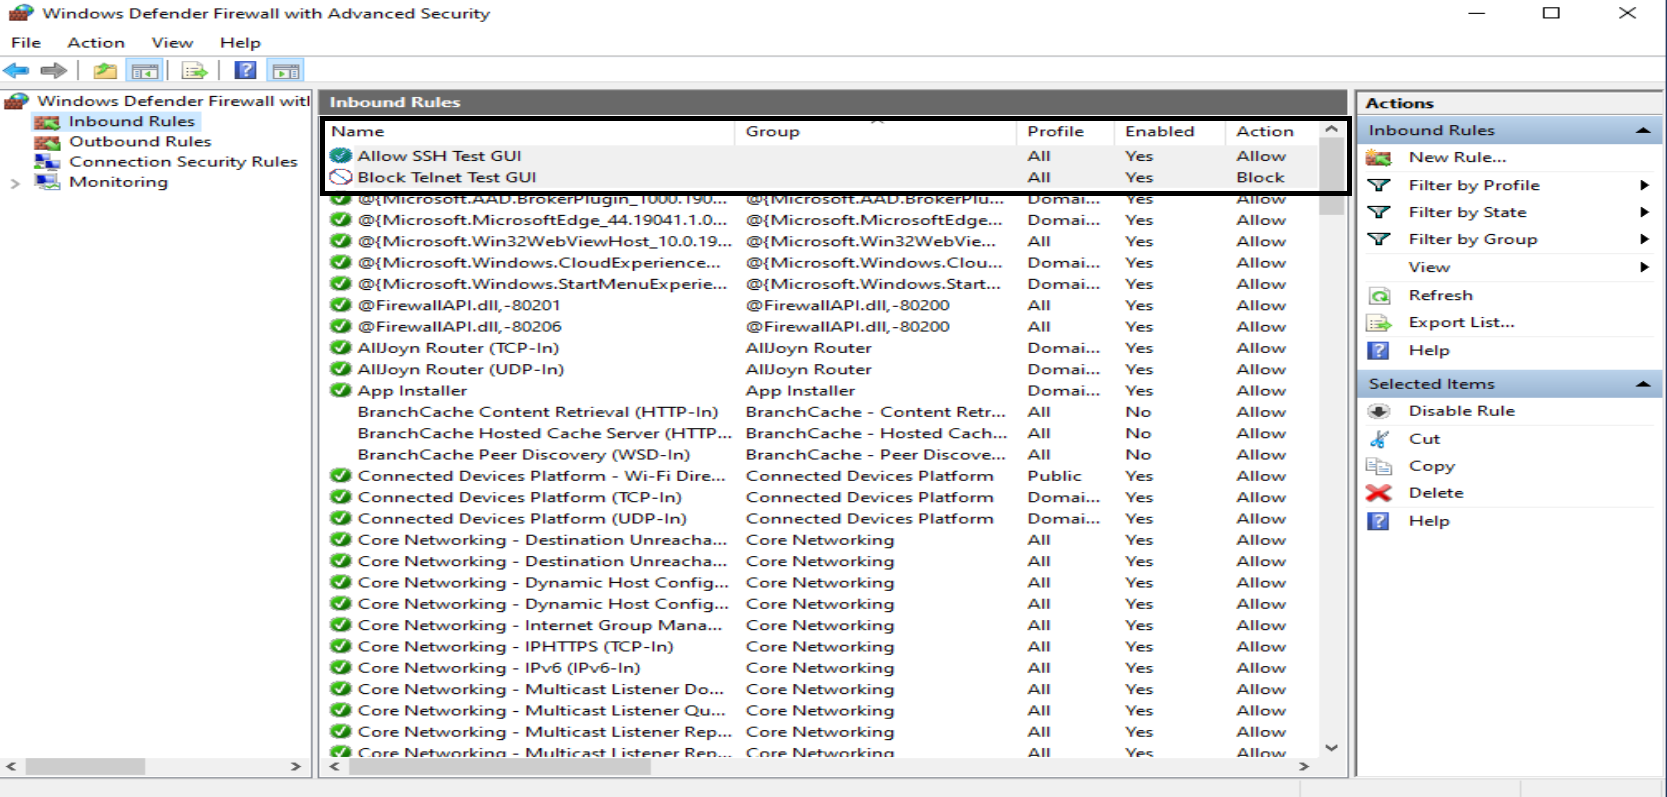 Windows Defender Firewall with Advanced Security
File Action View Help
Windows Defender Firewall witl
Inbound Rules
Outbound Rules
Connection Security Rules
Monitoring
Inbound Rules
Name Group Profile Enabled Action
Allow SSH Test GUI All Yes Allow
Block Telnet Test GUI All Yes Block
@{Microsoft.AAD.BrokerPlugin_1000.190... @{Microsoft.AAD.BrokerPlu... Domai... Yes Allow
@{Microsoft.MicrosoftEdge_44.19041.1.0... @{Microsoft.MicrosoftEdge... Domai... Yes Allow
@{Microsoft.Win32WebViewHost_10.0.19... @{Microsoft.Win32WebVie... All Yes Allow
@{Microsoft.Windows.CloudExperience... @{Microsoft.Windows.Clou... Domai... Yes Allow
@{Microsoft.Windows.StartMenuExperie... @{Microsoft.Windows.Start... Domai... Yes Allow
@FirewallAPI.dll,-80201 @FirewallAPI.dll,-80200 All Yes Allow
@FirewallAPI.dll,-80206 @FirewallAPI.dll,-80200 All Yes Allow
AllJoyn Router (TCP-In) AllJoyn Router Domai... Yes Allow
AllJoyn Router (UDP-In) AllJoyn Router Domai... Yes Allow
App Installer App Installer Domai... Yes Allow
BranchCache Content Retrieval (HTTP-In) BranchCache - Content Retr... All No Allow
BranchCache Hosted Cache Server (HTTP... BranchCache - Hosted Cach... All No Allow
BranchCache Peer Discovery (WSD-In) BranchCache - Peer Discove... All No Allow
Connected Devices Platform - Wi-Fi Dire... Connected Devices Platform Public Yes Allow
Connected Devices Platform (TCP-In) Connected Devices Platform Domai... Yes Allow
Connected Devices Platform (UDP-In) Connected Devices Platform Domai... Yes Allow
Core Networking - Destination Unreacha... Core Networking All Yes Allow
Core Networking - Destination Unreacha... Core Networking All Yes Allow
Core Networking - Dynamic Host Config... Core Networking All Yes Allow
Core Networking - Dynamic Host Config... Core Networking All Yes Allow
Core Networking - Internet Group Mana... Core Networking All Yes Allow
Core Networking - IPHTTPS (TCP-In) Core Networking All Yes Allow
Core Networking - IPv6 (IPv6-In) Core Networking All Yes Allow
Core Networking - Multicast Listener Do... Core Networking All Yes Allow
Core Networking - Multicast Listener Qu... Core Networking All Yes Allow
Core Networking - Multicast Listener Rep... Core Networking All Yes Allow
Core Networking - Multicast Listener Rep... Core Networking All Yes Allow
Actions
Inbound Rules
New Rule...
Filter by Profile
Filter by State
Filter by Group
View
Refresh
Export List...
Help
Selected Items
Disable Rule
Cut
Copy
Delete
Help